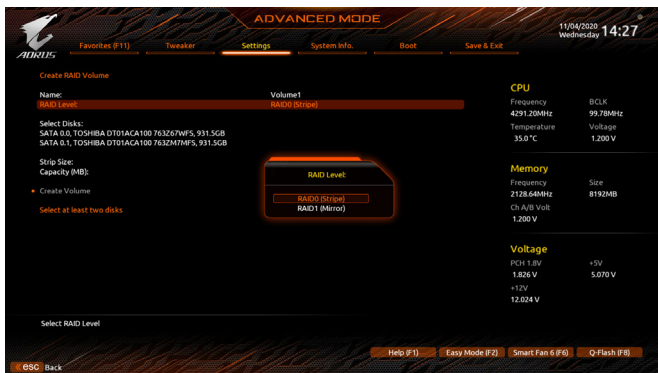 ADVANCED MODE
11/04/2020 Wednesday 14:27
AORUS
Favorites (F11) Tweaker Settings System Info. Boot Save & Exit
Create RAID Volume
Name: Volume1
RAID Level: RAID0 (Stripe)
Select Disks:
SATA 0.0, TOSHIBA DT01ACA100 763Z67WFS, 931.5GB
SATA 0.1, TOSHIBA DT01ACA100 763ZM7MFS, 931.5GB
Strip Size:
Capacity (MB):
Create Volume
Select at least two disks
RAID Level:
RAID0 (Stripe)
RAID1 (Mirror)
CPU
Frequency BCLK
4291.20MHz 99.78MHz
Temperature Voltage
35.0 °C 1.200 V
Memory
Frequency Size
2128.64MHz 8192MB
Ch A/B Volt
1.200 V
Voltage
PCH 1.8V +5V
1.826 V 5.070 V
+12V
12.024 V
Select RAID Level
Help (F1) Easy Mode (F2) Smart Fan 6 (F6) Q-Flash (F8)
esc Back